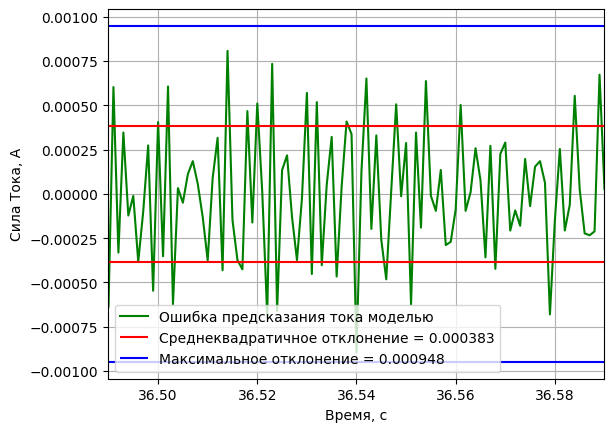 0.00100
0.00075
0.00050
0.00025
0.00000
−0.00025
−0.00050
−0.00075
−0.00100
Сила Тока, А
Ошибка предсказания тока моделью
Среднеквадратичное отклонение = 0.000383
Максимальное отклонение = 0.000948
36.50 36.52 36.54 36.56 36.58
Время, с